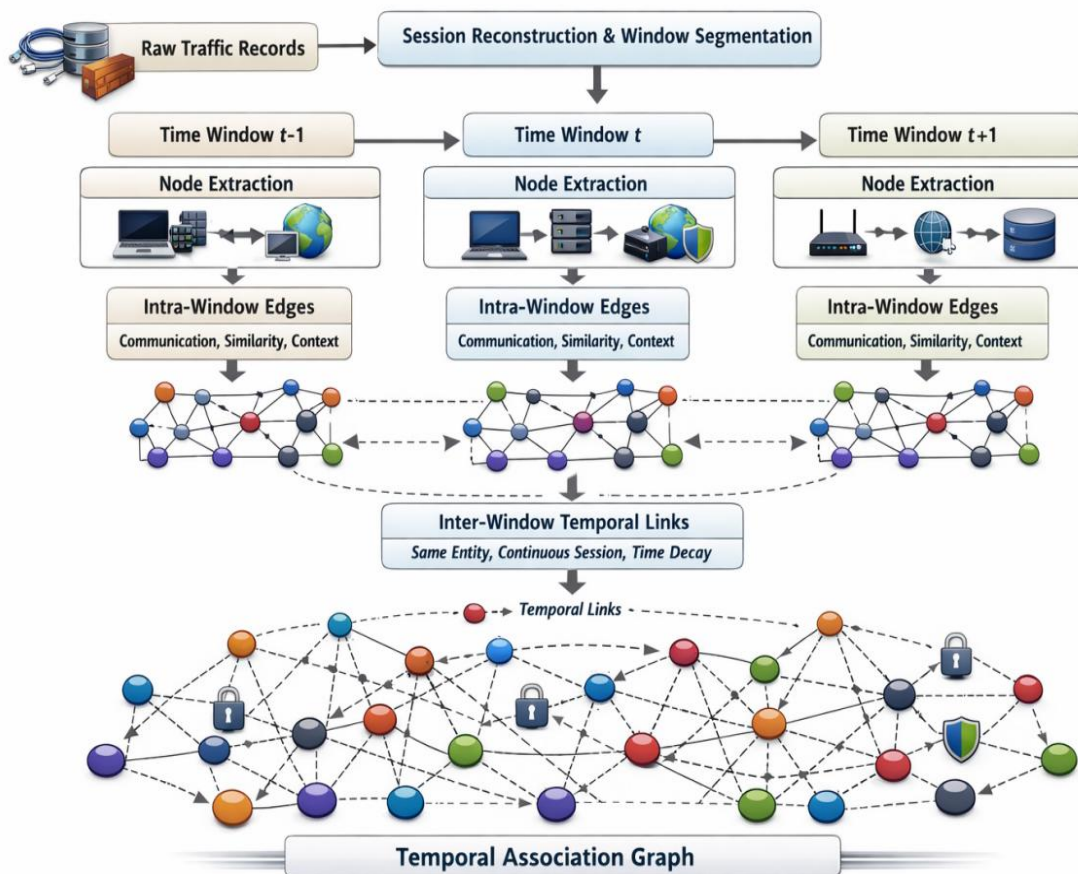 Raw Traffic Records
Session Reconstruction & Window Segmentation
Time Window t-1
Time Window t
Time Window t+1
Node Extraction
Node Extraction
Node Extraction
Intra-Window Edges
Intra-Window Edges
Intra-Window Edges
Communication, Similarity, Context
Communication, Similarity, Context
Communication, Similarity, Context
Inter-Window Temporal Links
Same Entity, Continuous Session, Time Decay
Temporal Links
Temporal Association Graph